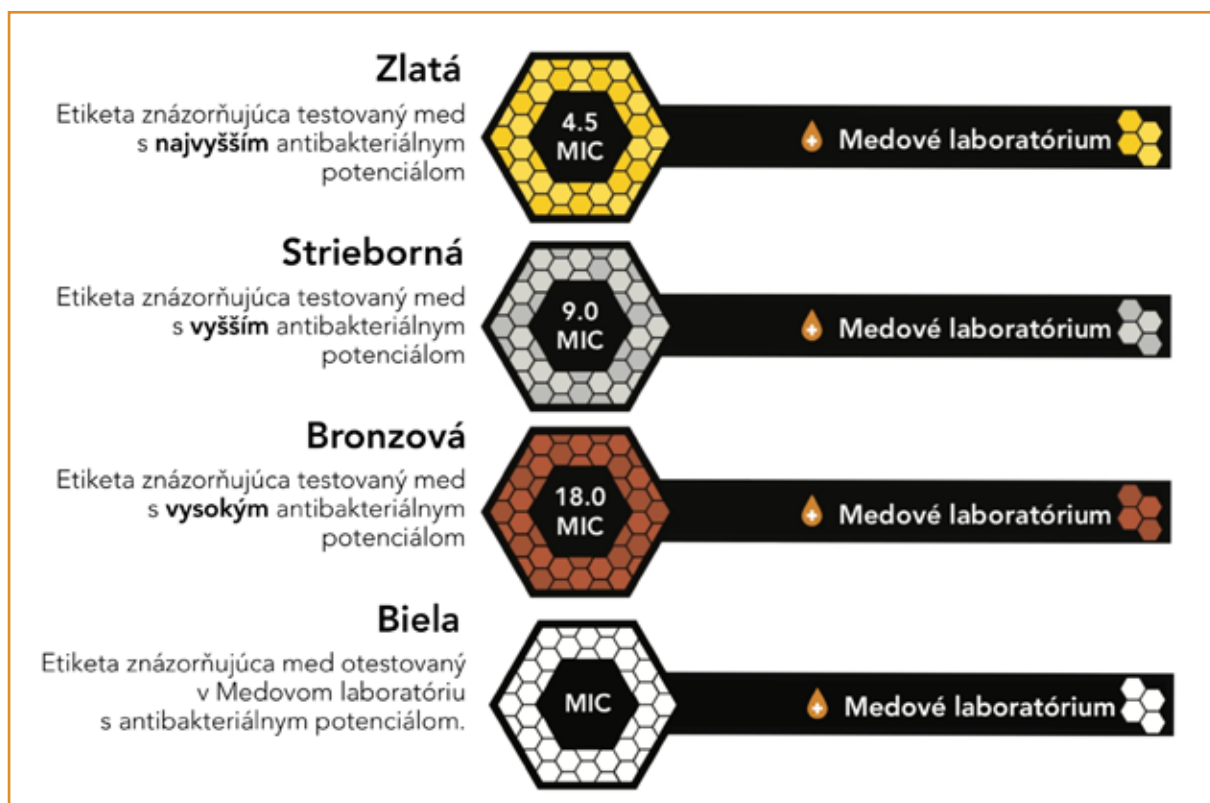 Zlatá
Etiketa znázorňujúca testovaný med
s najvyšším antibakteriálnym
potenciálom
4.5
MIC
Medové laboratórium
Strieborná
Etiketa znázorňujúca testovaný med
s vyšším antibakteriálnym
potenciálom
9.0
MIC
Medové laboratórium
Bronzová
Etiketa znázorňujúca testovaný med
s vysokým antibakteriálnym
potenciálom
18.0
MIC
Medové laboratórium
Biela
Etiketa znázorňujúca med otestovaný
v Medovom laboratóriu
s antibakteriálnym potenciálom.
MIC
Medové laboratórium